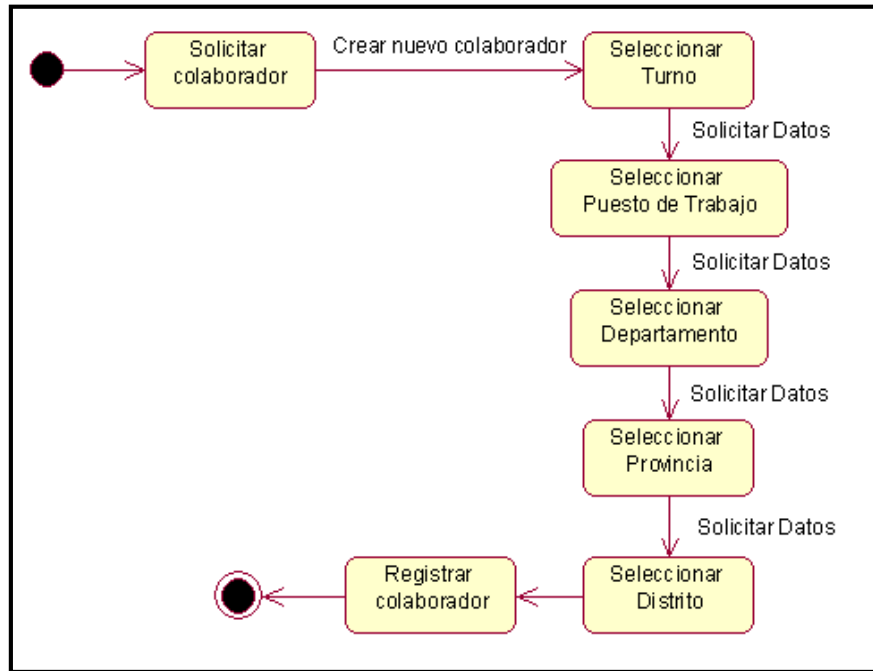 Solicitar
colaborador
Crear nuevo colaborador
Seleccionar
Turno
Solicitar Datos
Seleccionar
Puesto de Trabajo
Solicitar Datos
Seleccionar
Departamento
Solicitar Datos
Seleccionar
Provincia
Solicitar Datos
Seleccionar
Distrito
Registrar
colaborador